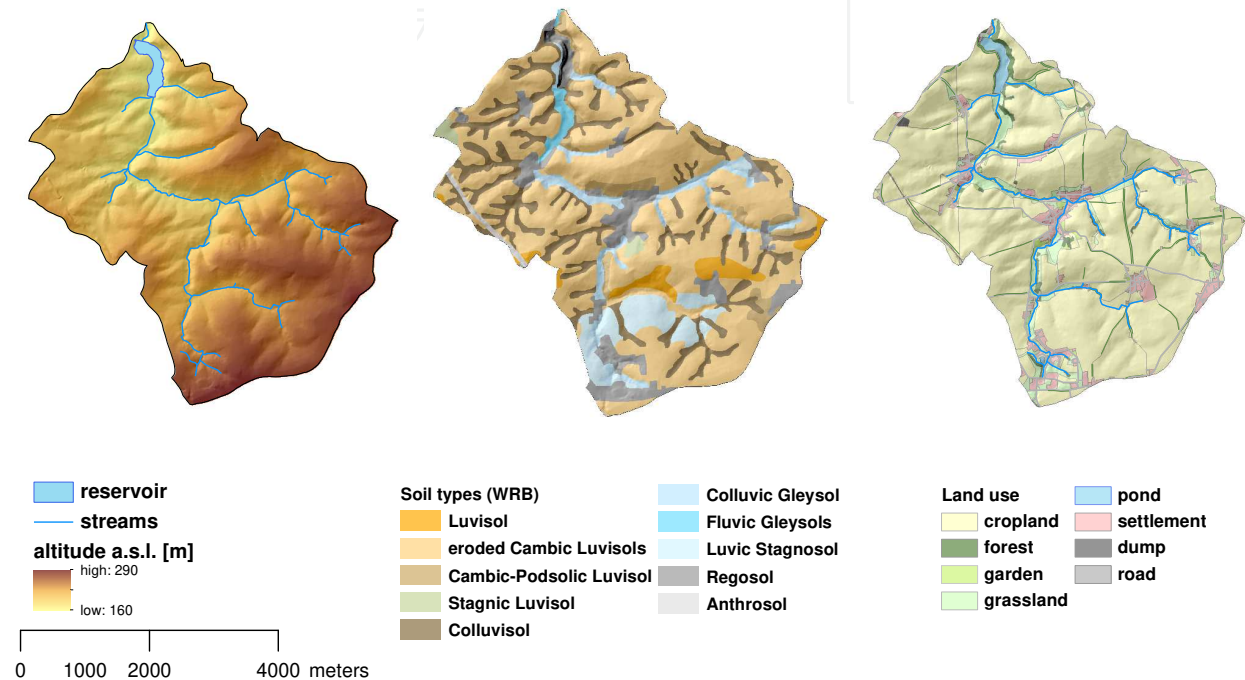 reservoir
streams
altitude a.s.l. [m]
high: 290
low: 160
0 1000 2000 4000 meters
Soil types (WRB)
Luvisol
eroded Cambic Luvisols
Cambic-Podsolic Luvisol
Stagnic Luvisol
Colluvisol
Colluvic Gleysol
Fluvic Gleysols
Luvic Stagnosol
Regosol
Anthrosol
Land use
cropland
forest
garden
grassland
pond
settlement
dump
road